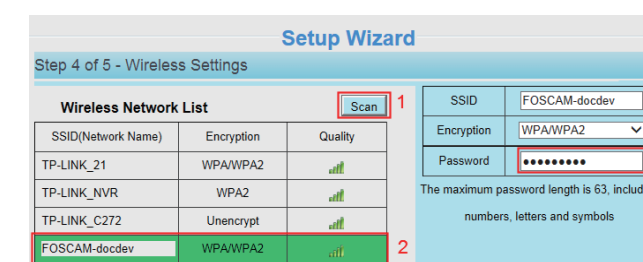 Setup Wizard
Step 4 of 5 - Wireless Settings
Wireless Network List
Scan
1
SSID(Network Name) Encryption Quality
TP-LINK_21 WPA/WPA2
TP-LINK_NVR WPA2
TP-LINK_C272 Unencrypt
FOSCAM-docdev WPA/WPA2
2
SSID FOSCAM-docdev
Encryption WPA/WPA2
Password •••••••••
The maximum password length is 63, includ
numbers, letters and symbols